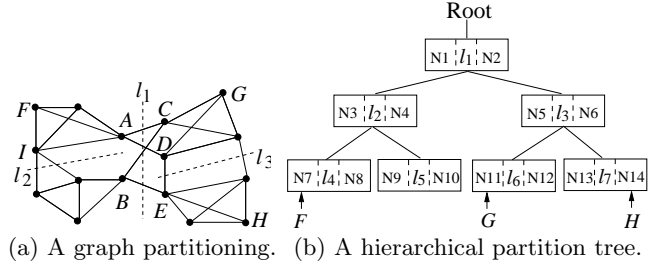 Root
N1 l1 N2
N3 l2 N4
N5 l3 N6
N7 l4 N8
N9 l5 N10
N11 l6 N12
N13 l7 N14
F
G
H
l1
A
C
G
F
D
I
l2
l3
B
E
H
(a) A graph partitioning.
(b) A hierarchical partition tree.